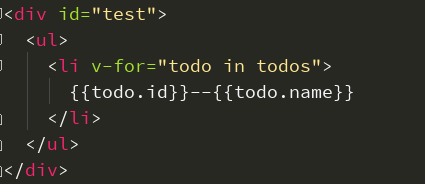 <div id="test">
<ul>
<li v-for="todo in todos">
{{todo.id}}--{{todo.name}}
</li>
</ul>
</div>